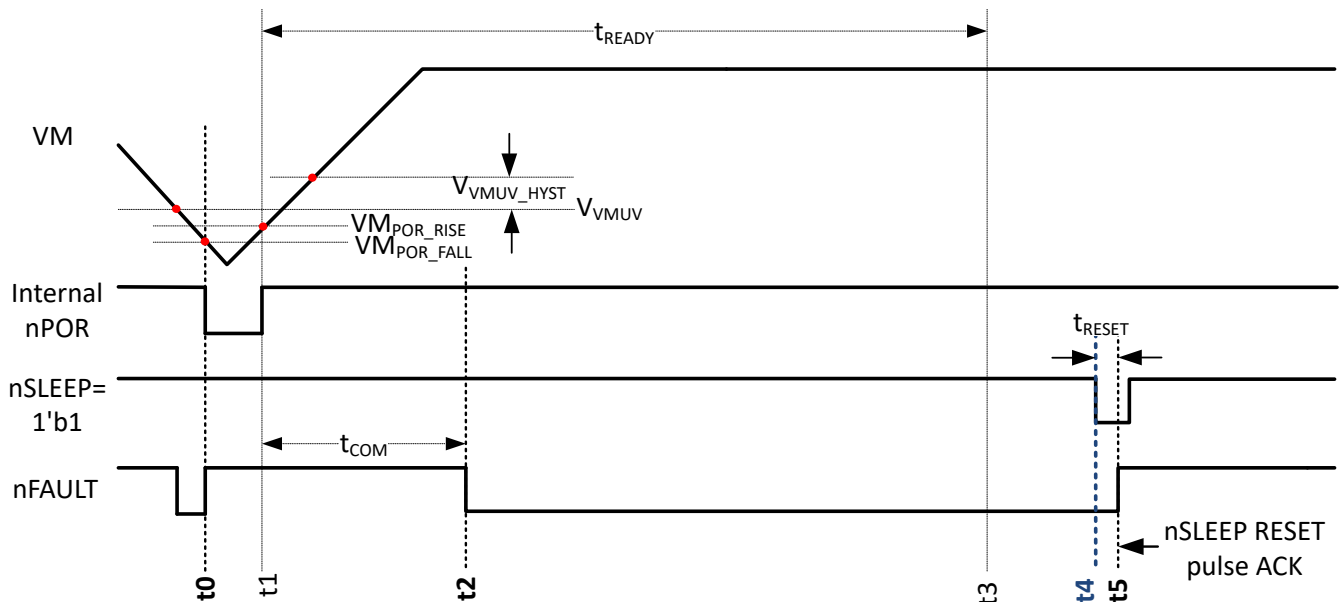 tREADY
VM
VVMUV_HYST
VVMUV
VMPOR_RISE
VMPOR_FALL
Internal
nPOR
tRESET
nSLEEP=
1'b1
tCOM
nFAULT
nSLEEP RESET
pulse ACK
t0
t1
t2
t3
t4
t5